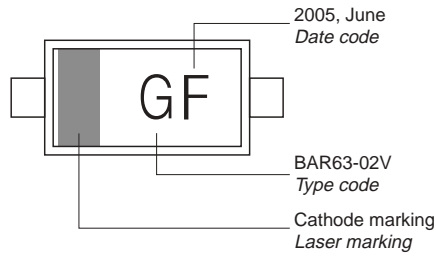 2005, June
Date code
GF
BAR63-02V
Type code
Cathode marking
Laser marking